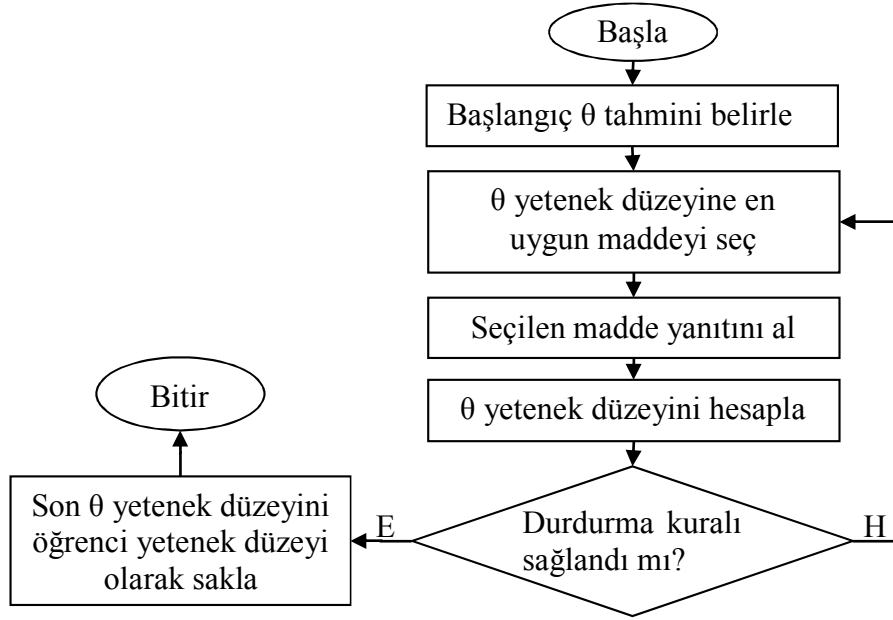 Başla
Başlangıç θ tahmini belirle
θ yetenek düzeyine en
uygun maddeyi seç
Seçilen madde yanıtını al
θ yetenek düzeyini hesapla
Durdurma kuralı
sağlandı mı?
H
E
Son θ yetenek düzeyini
öğrenci yetenek düzeyi
olarak sakla
Bitir